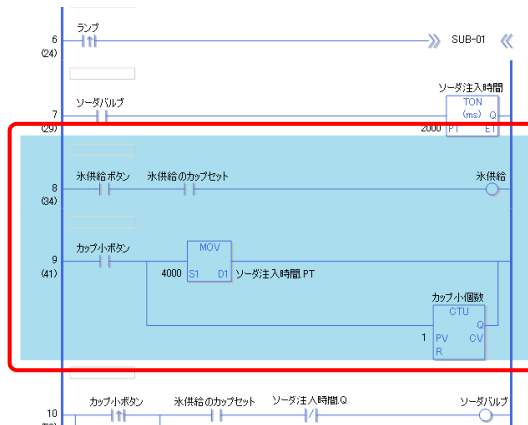 ランプ
6
(24)
SUB-01
ソーダバルブ
ソーダ注入時間
7
(29)
TON
(ms) Q
2000 PT ET
氷供給ボタン 氷供給のカップセット 氷供給
8
(34)
カップ小ボタン
9
(41)
MOV
4000 S1 D1 ソーダ注入時間.PT
カップ小個数
CTU
Q
1 PV CV
R
カップ小ボタン 氷供給のカップセット ソーダ注入時間.Q ソーダバルブ
10